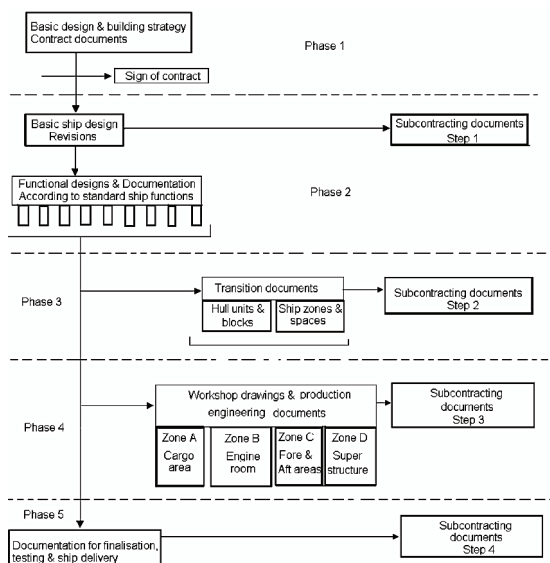 Basic design & building strategy
Contract documents
Phase 1
Sign of contract
Basic ship design
Revisions
Subcontracting documents
Step 1
Functional designs & Documentation
According to standard ship functions
Phase 2
Phase 3
Transition documents
Hull units &
blocks
Ship zones &
spaces
Subcontracting documents
Step 2
Phase 4
Workshop drawings & production
engineering documents
Zone A
Cargo
area
Zone B
Engine
room
Zone C
Fore &
Aft areas
Zone D
Super
structure
Subcontracting
documents
Step 3
Phase 5
Documentation for finalisation,
testing & ship delivery
Subcontracting
documents
Step 4